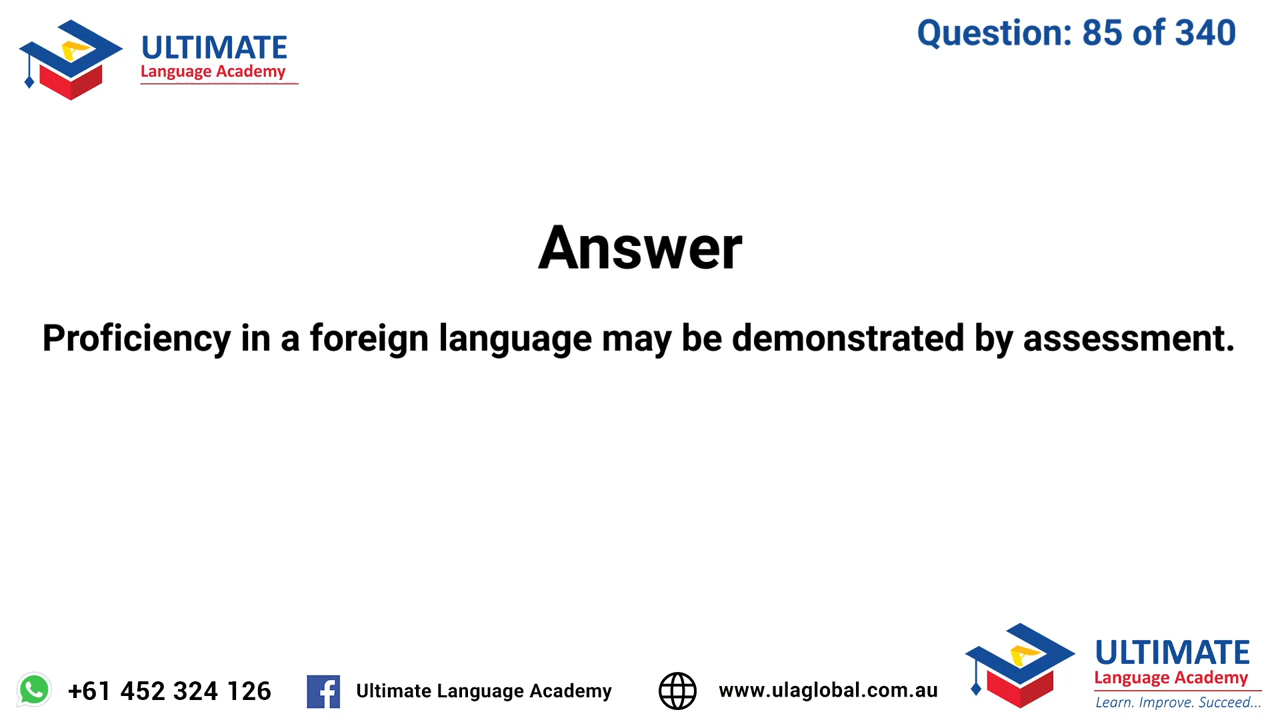 ULTIMATE
Language Academy
Question: 85 of 340
Answer
Proficiency in a foreign language may be demonstrated by assessment.
+61 452 324 126
Ultimate Language Academy
www.ulaglobal.com.au
ULTIMATE
Language Academy
Learn. Improve. Succeed...